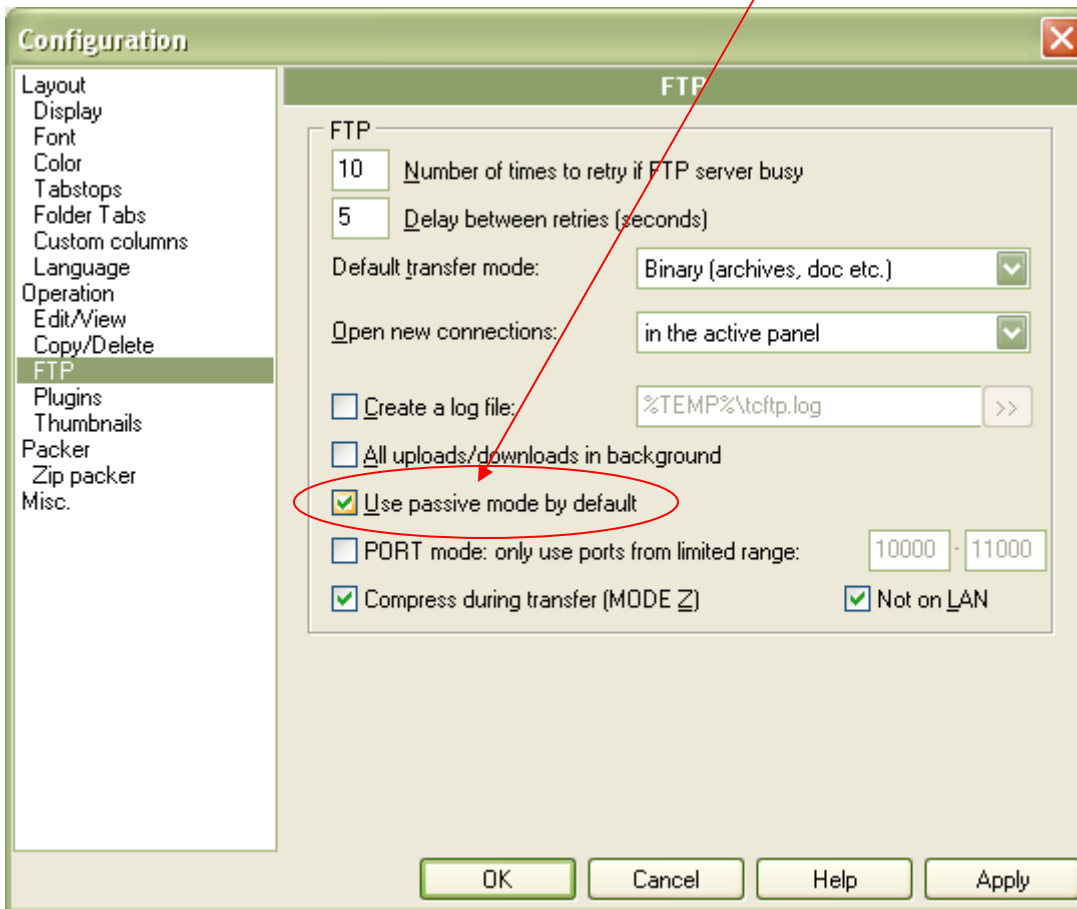 Configuration
Layout
Display
Font
Color
Tabstops
Folder Tabs
Custom columns
Language
Operation
Edit/View
Copy/Delete
FTP
Plugins
Thumbnails
Packer
Zip packer
Misc.
FTP
FTP
10 Number of times to retry if FTP server busy
5 Delay between retries (seconds)
Default transfer mode: Binary (archives, doc etc.)
Open new connections: in the active panel
Create a log file: %TEMP%\tcftp.log >>
All uploads/downloads in background
Use passive mode by default
PORT mode: only use ports from limited range: 10000 - 11000
Compress during transfer (MODE Z) Not on LAN
OK Cancel Help Apply